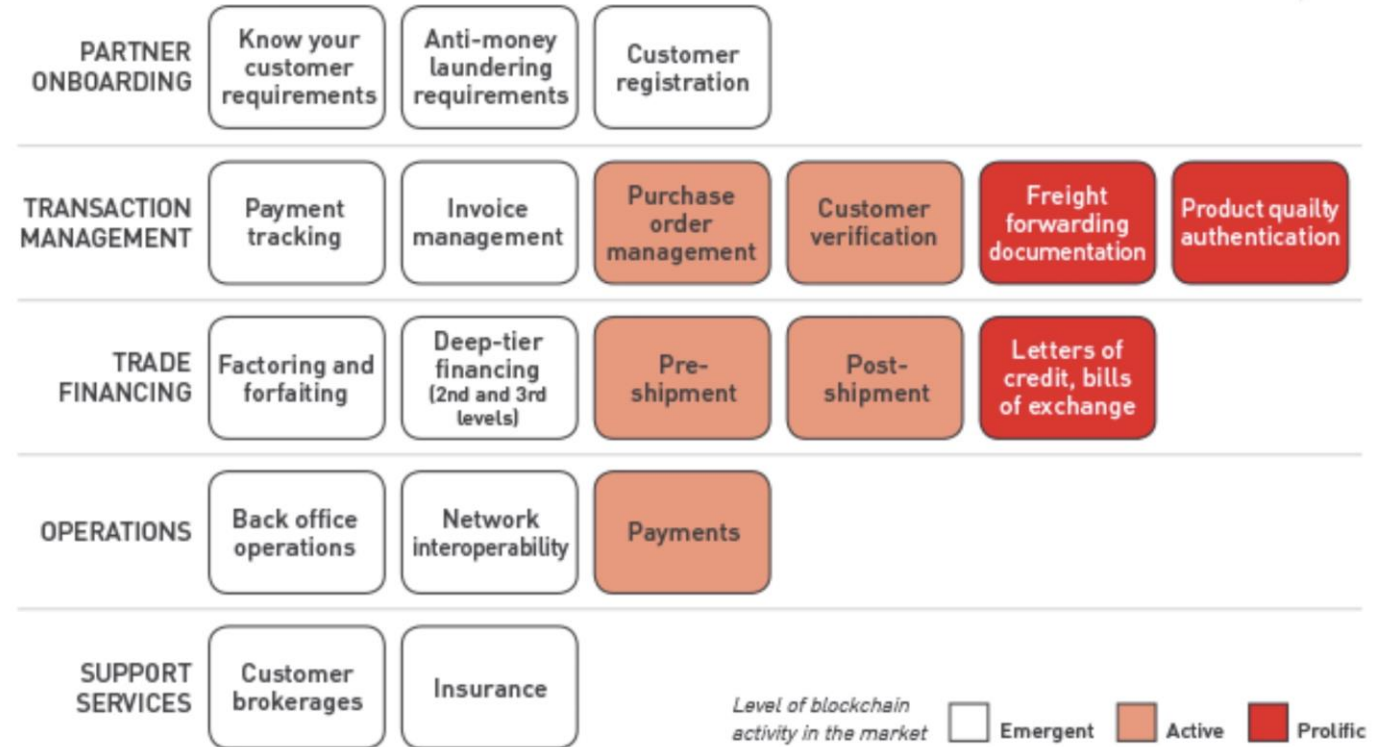 PARTNER
ONBOARDING
Know your
customer
requirements
Anti-money
laundering
requirements
Customer
registration
TRANSACTION
MANAGEMENT
Payment
tracking
Invoice
management
Purchase
order
management
Customer
verification
Freight
forwarding
documentation
Product quailty
authentication
TRADE
FINANCING
Factoring and
forfaiting
Deep-tier
financing
(2nd and 3rd
levels)
Pre-
shipment
Post-
shipment
Letters of
credit, bills
of exchange
OPERATIONS
Back office
operations
Network
interoperability
Payments
SUPPORT
SERVICES
Customer
brokerages
Insurance
Level of blockchain
activity in the market
Emergent
Active
Prolific